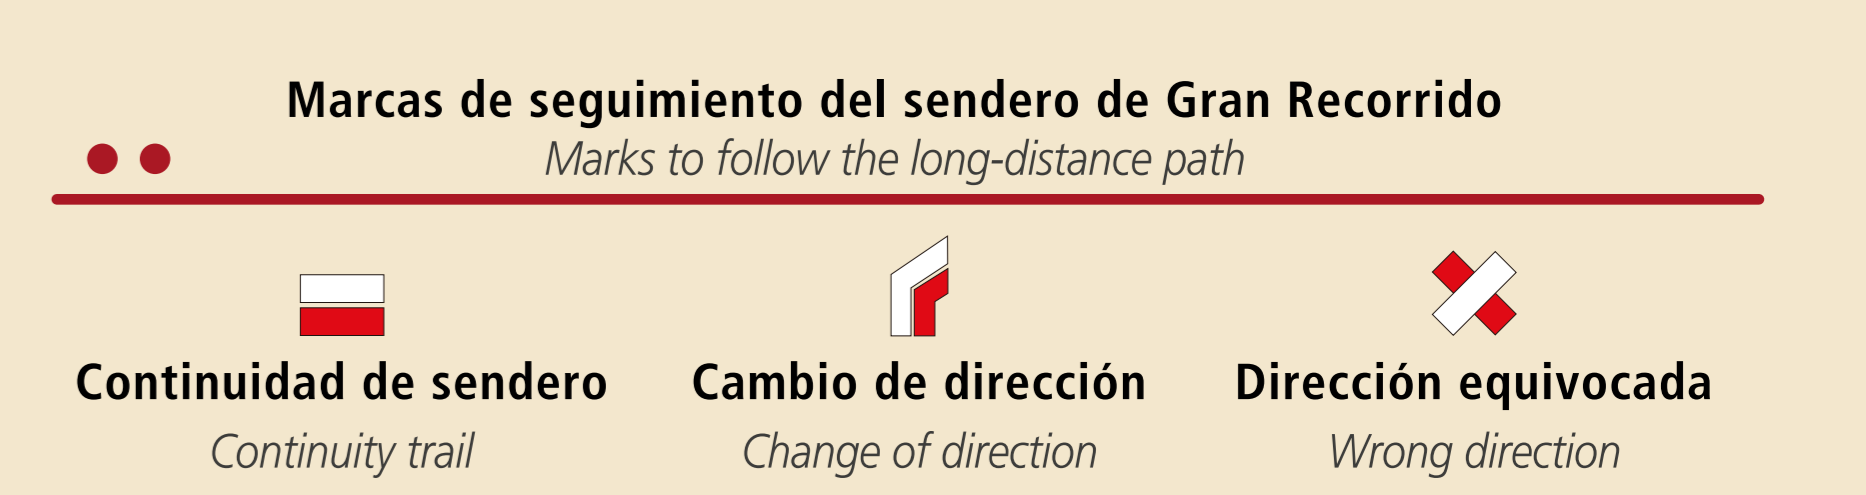 Marcas de seguimiento del sendero de Gran Recorrido
Marks to follow the long-distance path
Continuidad de sendero
Continuity trail
Cambio de dirección
Change of direction
Dirección equivocada
Wrong direction